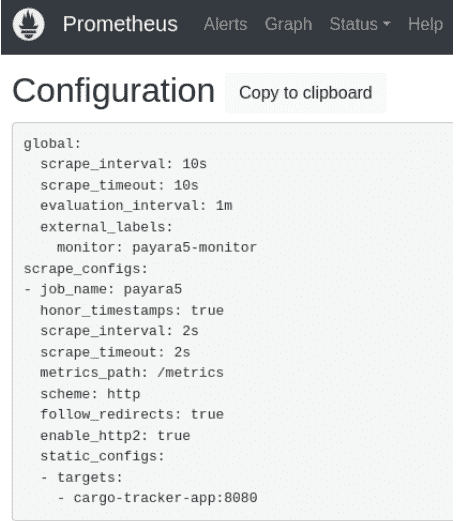 Prometheus Alerts Graph Status Help
Configuration Copy to clipboard
global:
  scrape_interval: 10s
  scrape_timeout: 10s
  evaluation_interval: 1m
  external_labels:
    monitor: payara5-monitor
scrape_configs:
- job_name: payara5
  honor_timestamps: true
  scrape_interval: 2s
  scrape_timeout: 2s
  metrics_path: /metrics
  scheme: http
  follow_redirects: true
  enable_http2: true
  static_configs:
  - targets:
    - cargo-tracker-app:8080